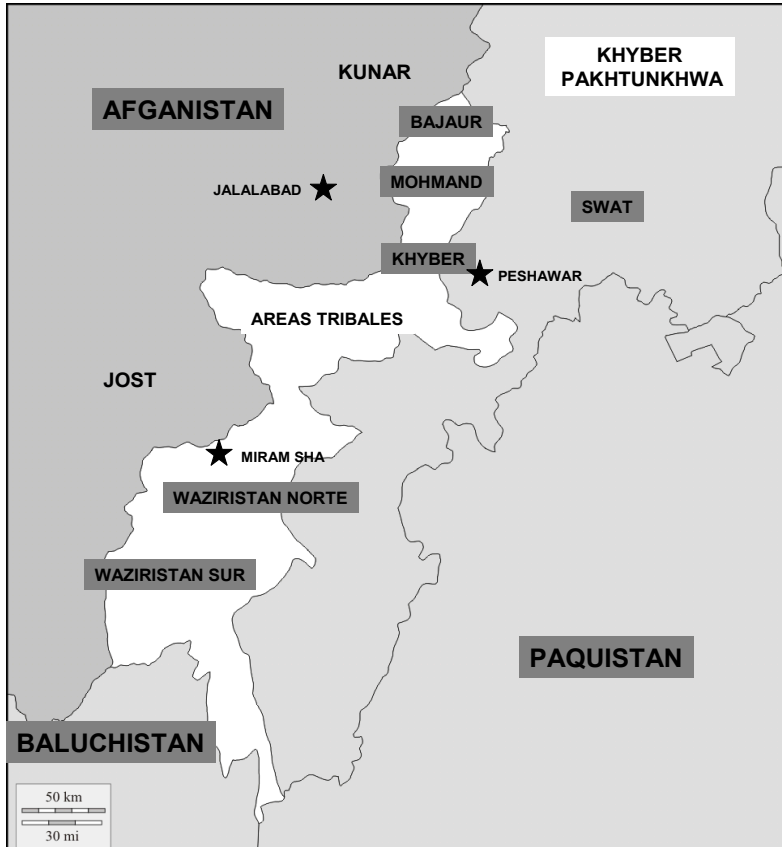 KHYBER
PAKHTUNKHWA
KUNAR
AFGANISTAN
BAJAUR
MOHMAND
JALALABAD
SWAT
KHYBER
PESHAWAR
AREAS TRIBALES
JOST
MIRAM SHA
WAZIRISTAN NORTE
WAZIRISTAN SUR
PAQUISTAN
BALUCHISTAN
50 km
30 mi